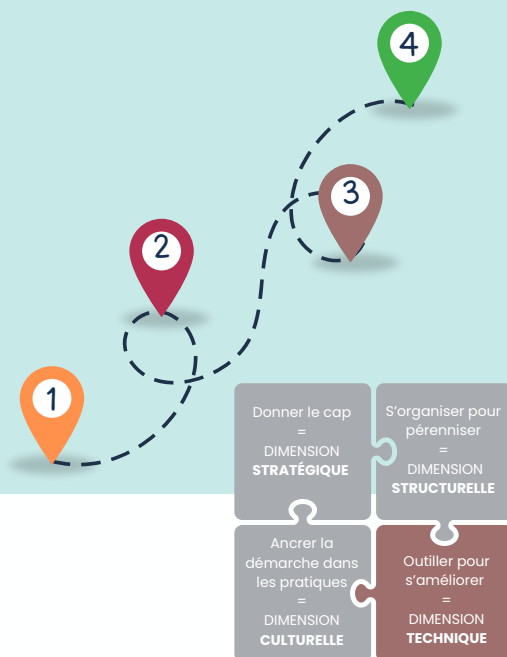 4
3
2
1
Donner le cap
=
DIMENSION
STRATÉGIQUE
S'organiser pour
pérenniser
=
DIMENSION
STRUCTURELLE
Ancrer la
démarche dans
les pratiques
=
DIMENSION
CULTURELLE
Outiller pour
s'améliorer
=
DIMENSION
TECHNIQUE